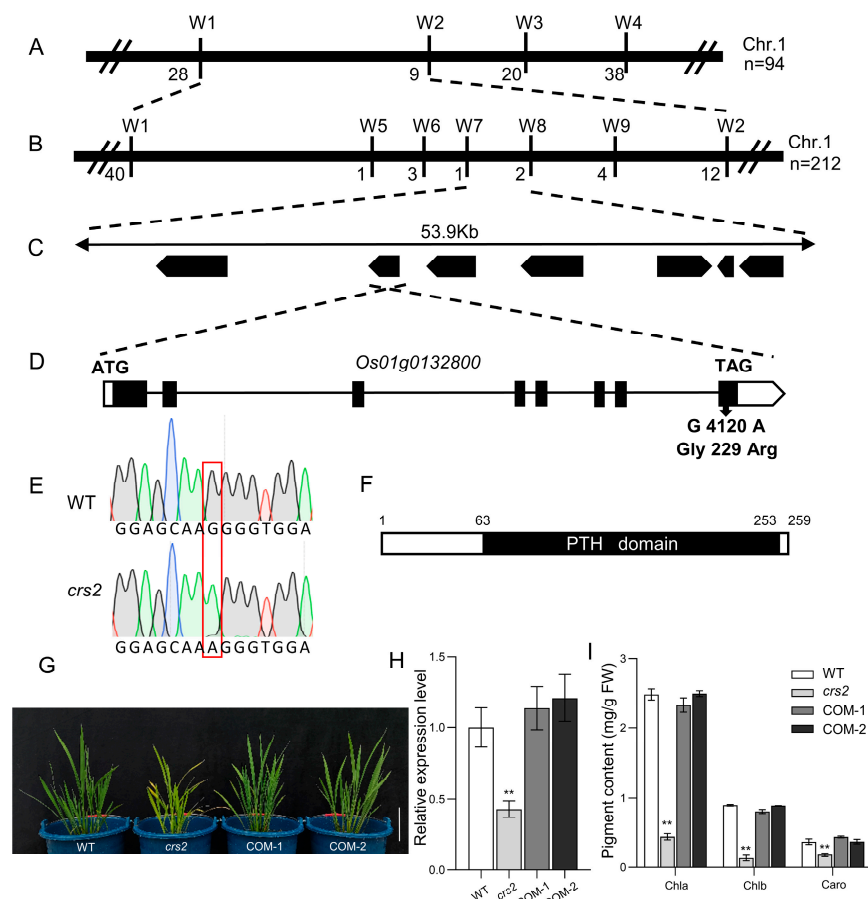 A
W1 W2 W3 W4
28 9 20 38
Chr.1
n=94
B
W1 W5 W6 W7 W8 W9 W2
40 1 3 1 2 4 12
Chr.1
n=212
C
53.9Kb
D
ATG
Os01g0132800
TAG
G 4120 A
Gly 229 Arg
E
WT
GGAGCAAGGGGTGGA
crs2
GGAGCAAAGGGTGGA
F
1 63 253 259
PTH domain
G
WT crs2 COM-1 COM-2
H
Relative expression level
1.5
1.0
0.5
0.0
**
WT crs2 COM-1 COM-2
I
Pigment content (mg/g FW)
3
2
1
0
** ** **
Chla Chlb Caro
WT
crs2
COM-1
COM-2